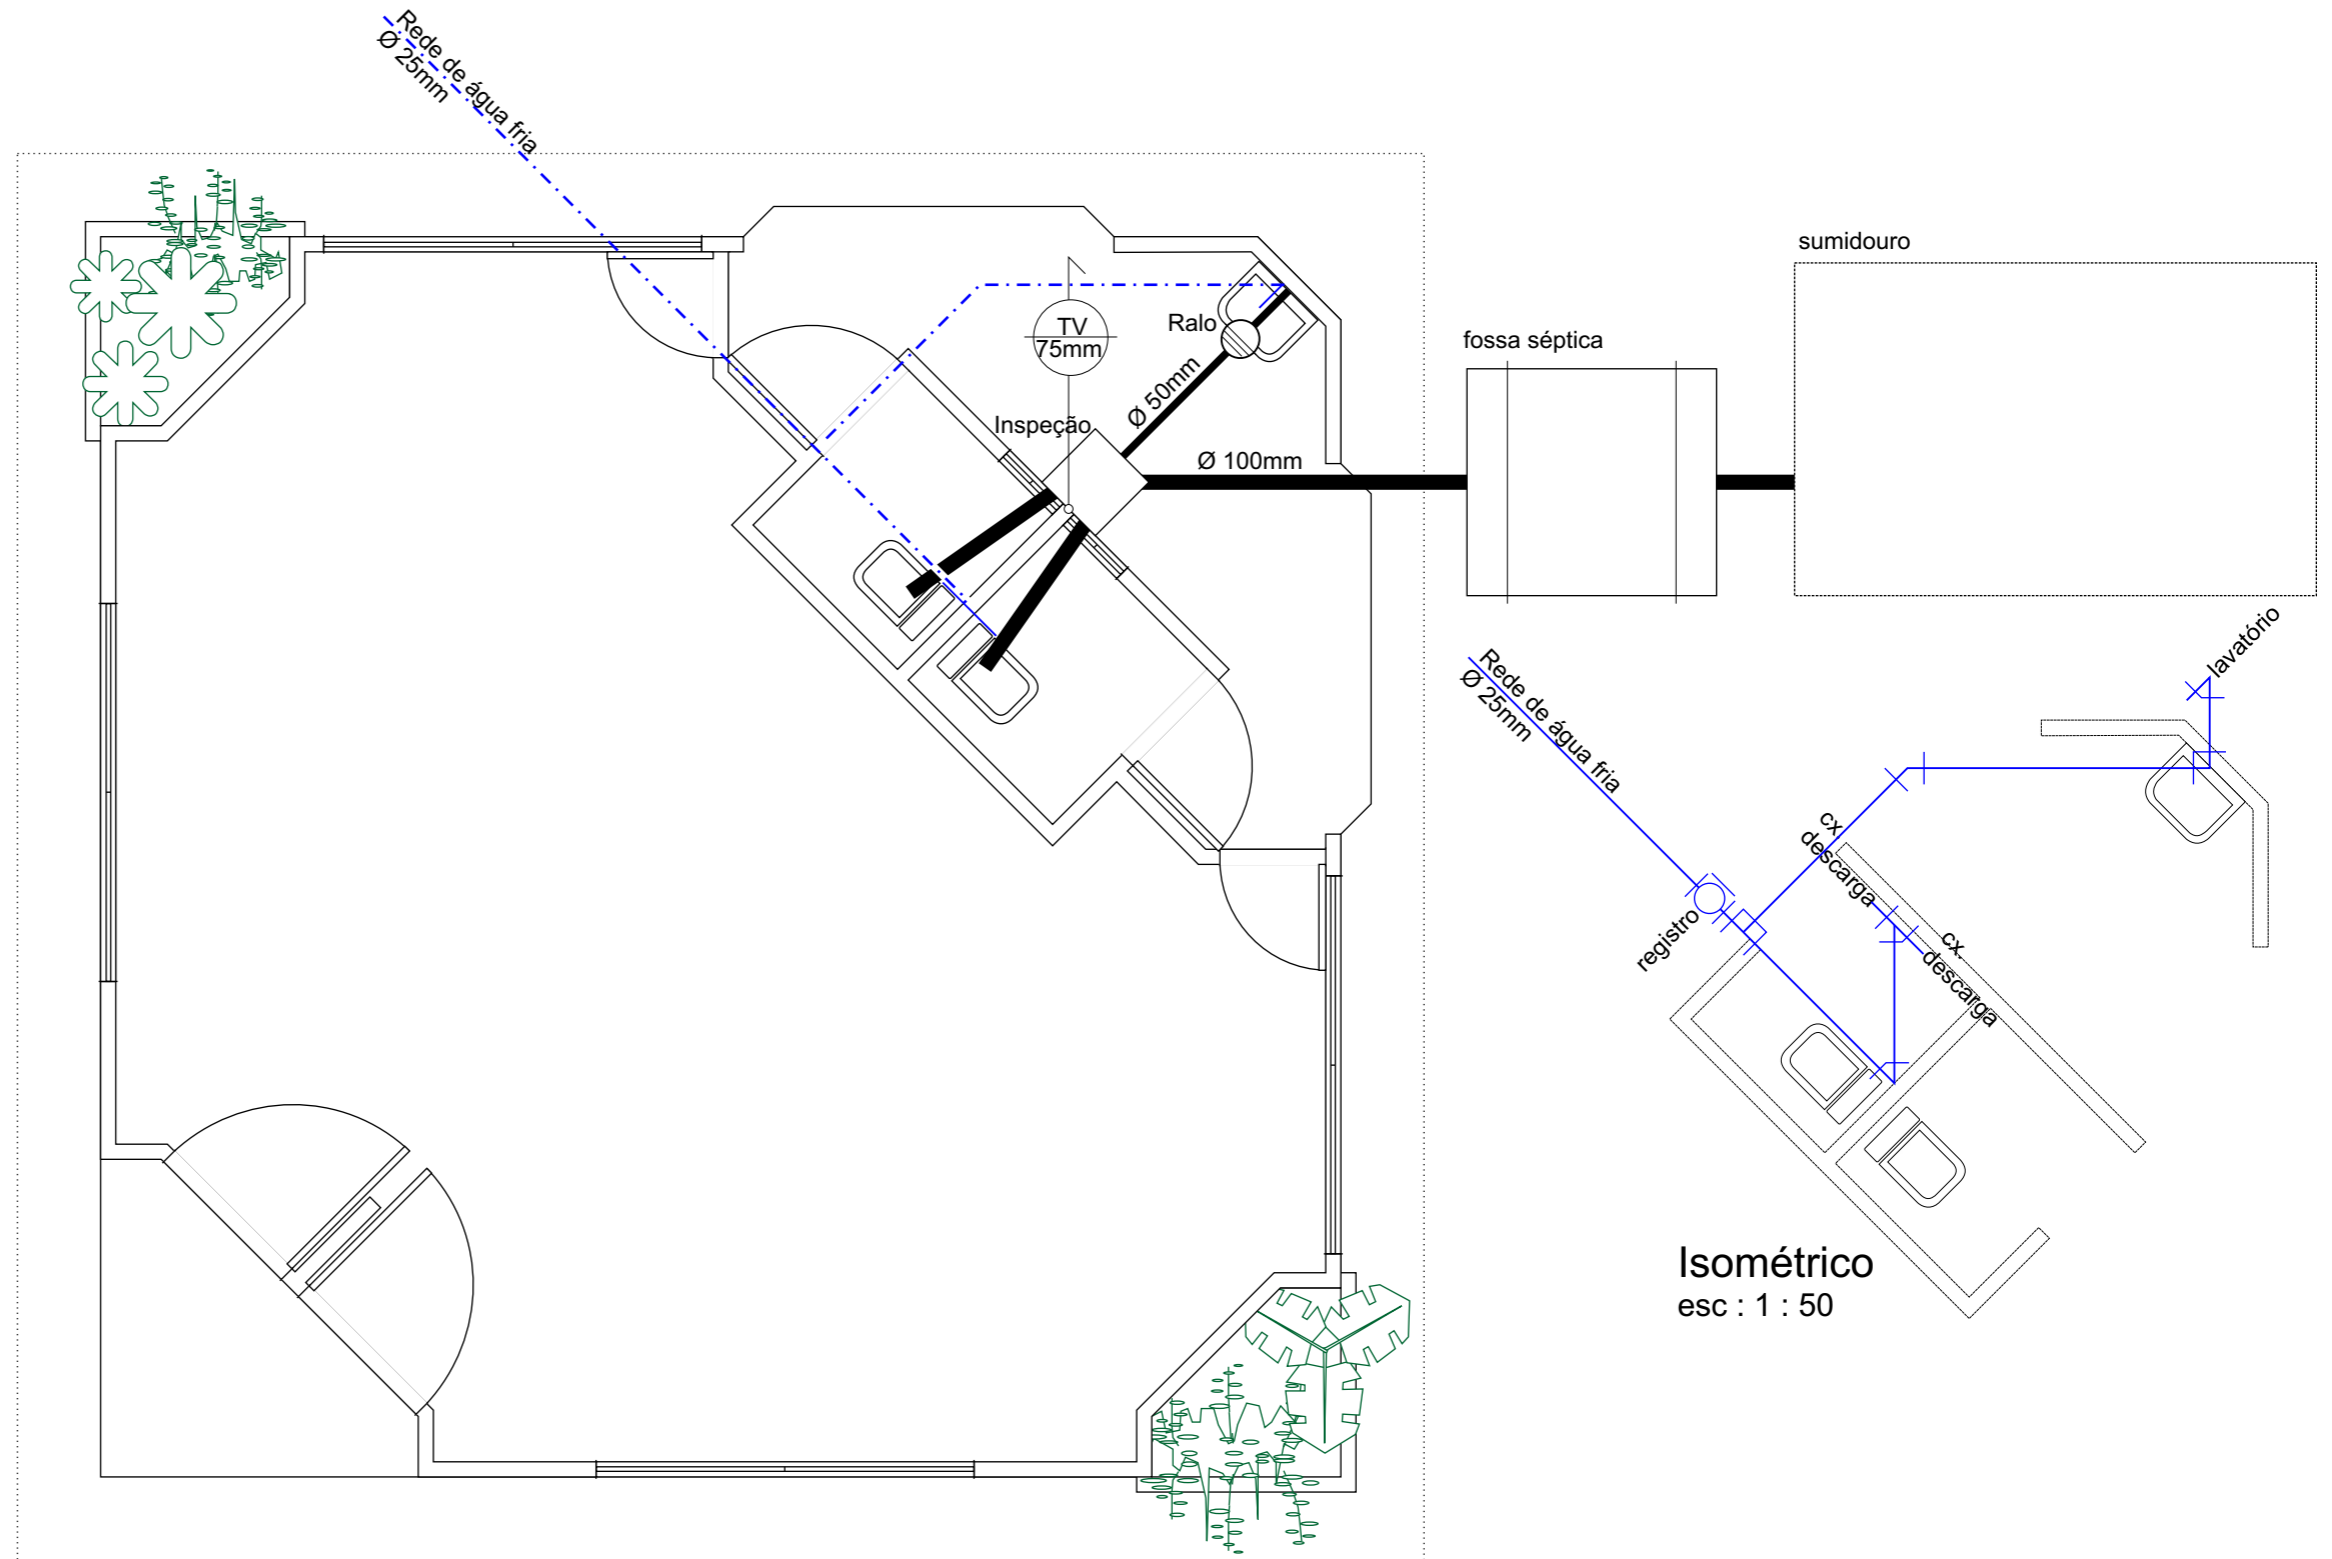 Rede de água fria
Ø 25mm
sumidouro
TV
75mm
Ralo
fossa séptica
Ø 50mm
Inspeção
Ø 100mm
lavatório
Rede de água fria
Ø 25mm
cx.
descarga
registro
cx.
descarga
Isométrico
esc : 1 : 50